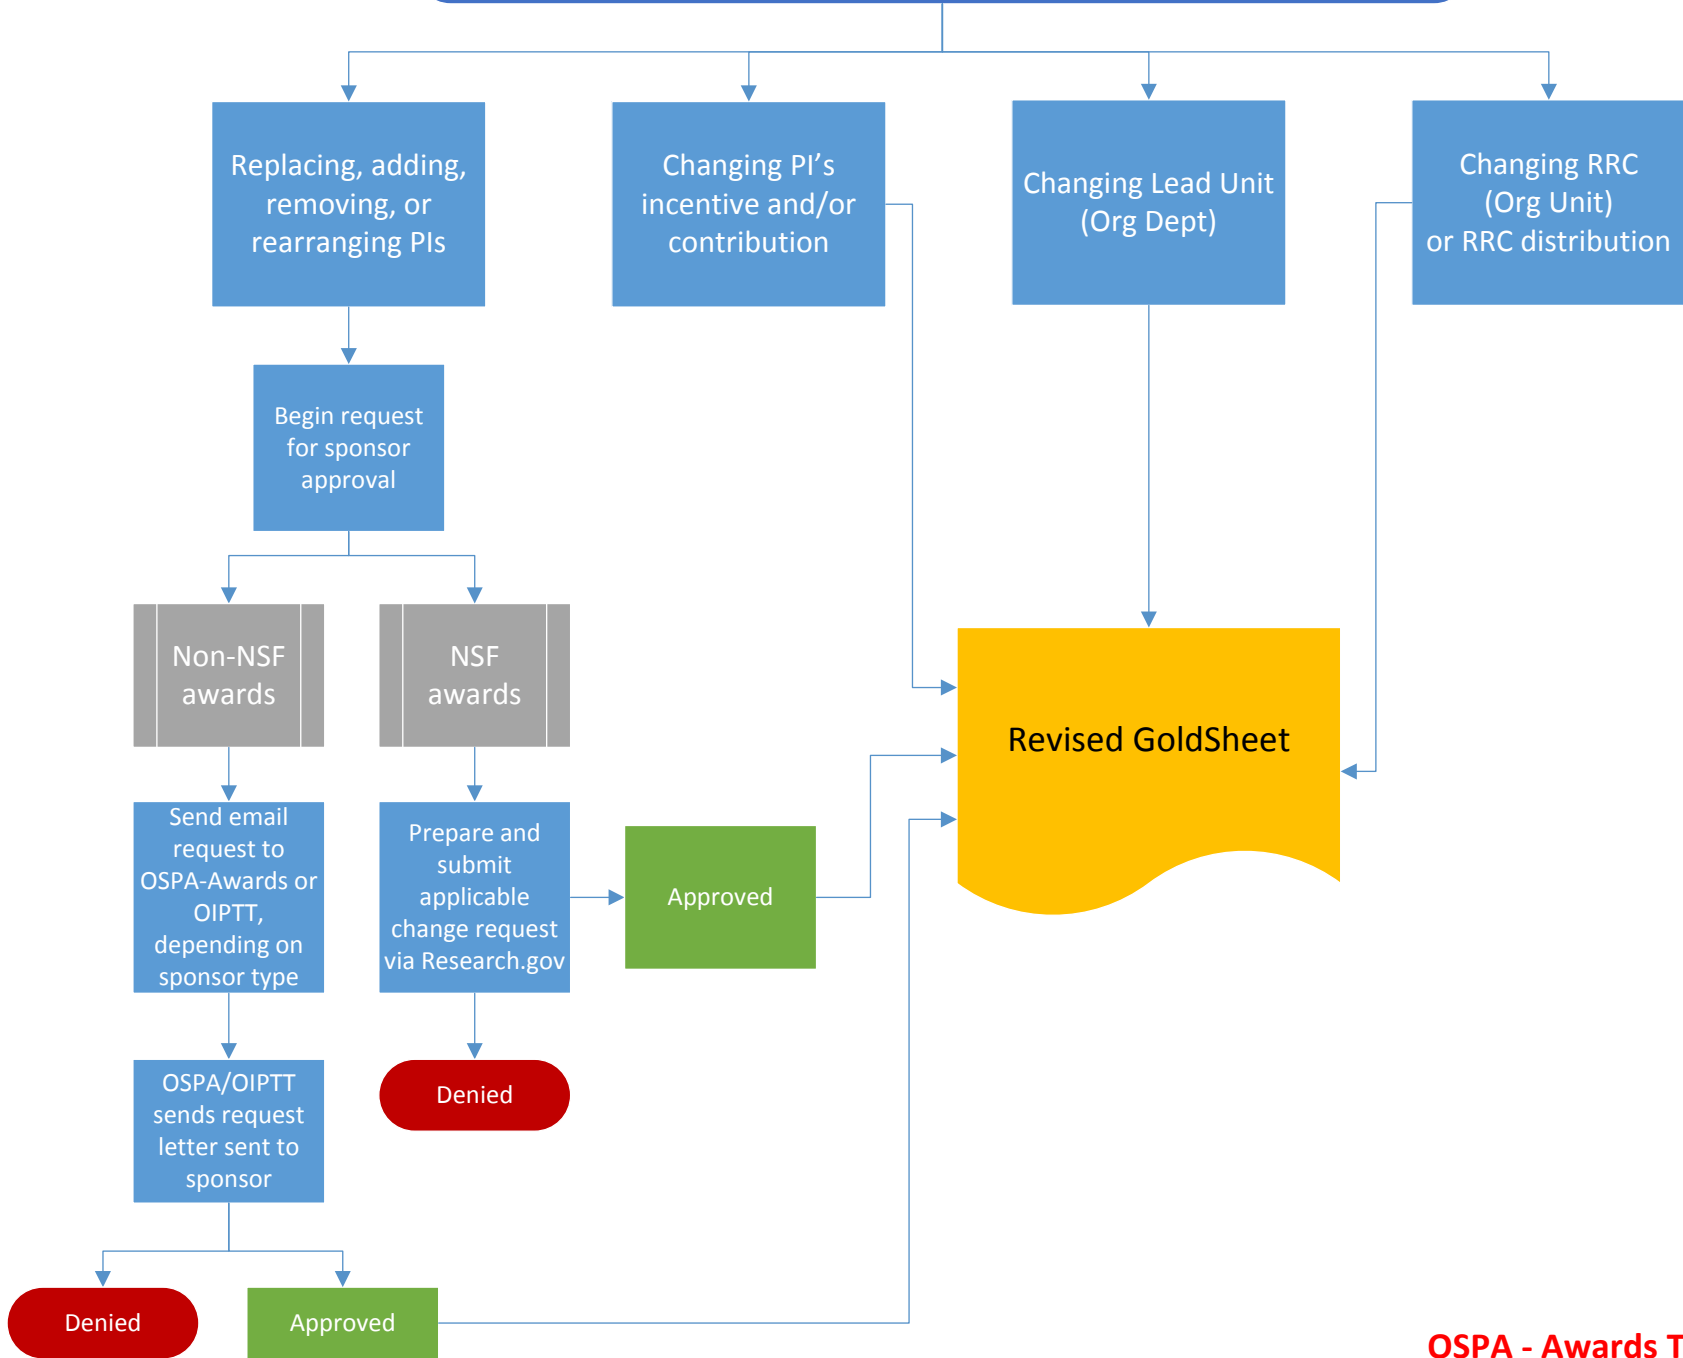 Replacing, adding,
removing, or
rearranging PIs
Changing PI’s
incentive and/or
contribution
Changing Lead Unit
(Org Dept)
Changing RRC
(Org Unit)
or RRC distribution
Begin request
for sponsor
approval
Non-NSF
awards
NSF
awards
Revised GoldSheet
Send email
request to
OSPA-Awards or
OIPTT,
depending on
sponsor type
Prepare and
submit
applicable
change request
via Research.gov
Approved
OSPA/OIPTT
sends request
letter sent to
sponsor
Denied
Denied
Approved
OSPA - Awards T